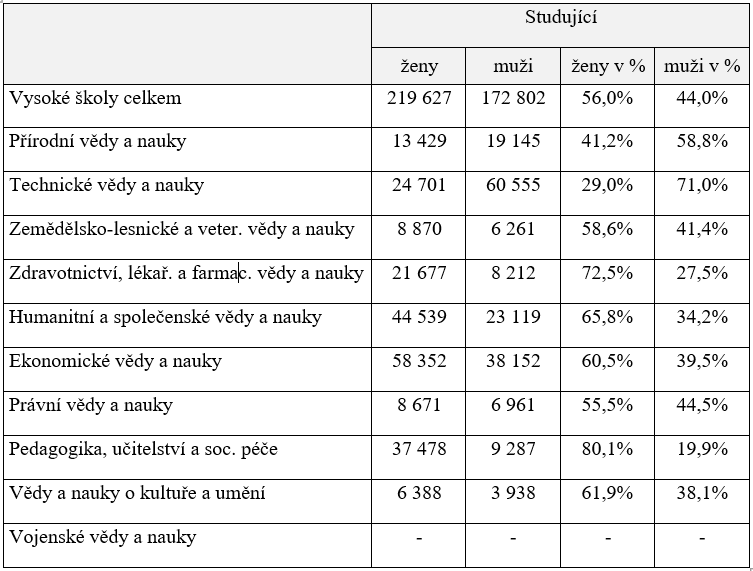 Studující
ženy muži ženy v % muži v %
Vysoké školy celkem 219 627 172 802 56,0% 44,0%
Přírodní vědy a nauky 13 429 19 145 41,2% 58,8%
Technické vědy a nauky 24 701 60 555 29,0% 71,0%
Zemědělsko-lesnické a veter. vědy a nauky 8 870 6 261 58,6% 41,4%
Zdravotnictví, lékař. a farmac. vědy a nauky 21 677 8 212 72,5% 27,5%
Humanitní a společenské vědy a nauky 44 539 23 119 65,8% 34,2%
Ekonomické vědy a nauky 58 352 38 152 60,5% 39,5%
Právní vědy a nauky 8 671 6 961 55,5% 44,5%
Pedagogika, učitelství a soc. péče 37 478 9 287 80,1% 19,9%
Vědy a nauky o kultuře a umění 6 388 3 938 61,9% 38,1%
Vojenské vědy a nauky - - - -